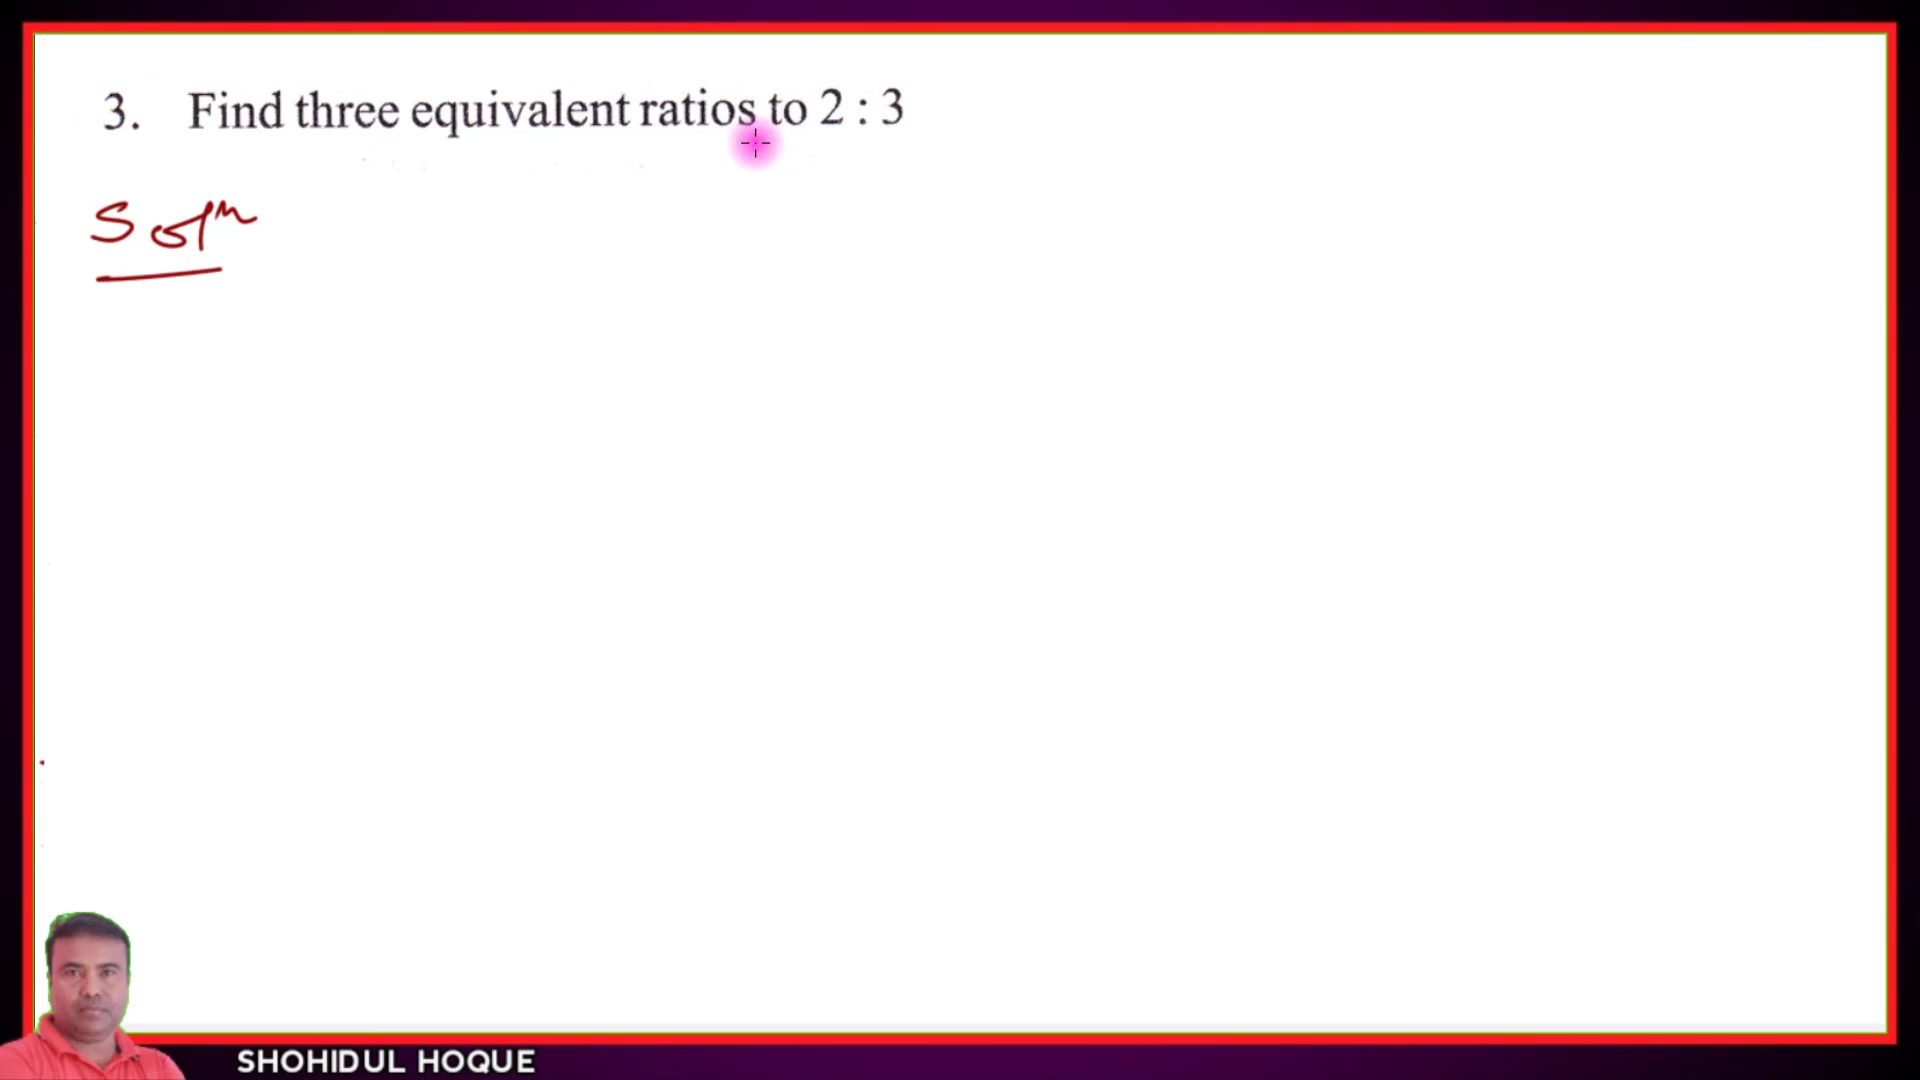 3. Find three equivalent ratios to 2 : 3
Solⁿ
SHOHIDUL HOQUE